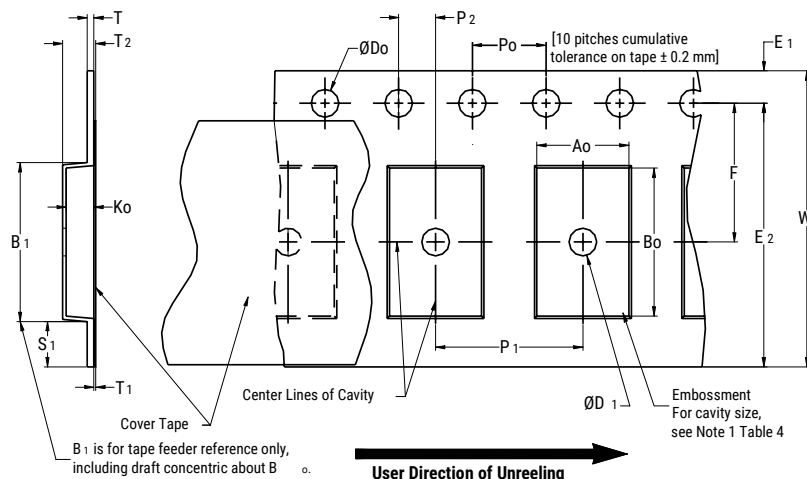 T
T2
P2
ØDo
Po
[10 pitches cumulative
tolerance on tape ± 0.2 mm]
E1
Ao
F
W
Ko
B1
Bo
E2
S1
P1
T1
Center Lines of Cavity
ØD 1
Embossment
For cavity size,
see Note 1 Table 4
Cover Tape
B1 is for tape feeder reference only,
including draft concentric about B o.
User Direction of Unreeling